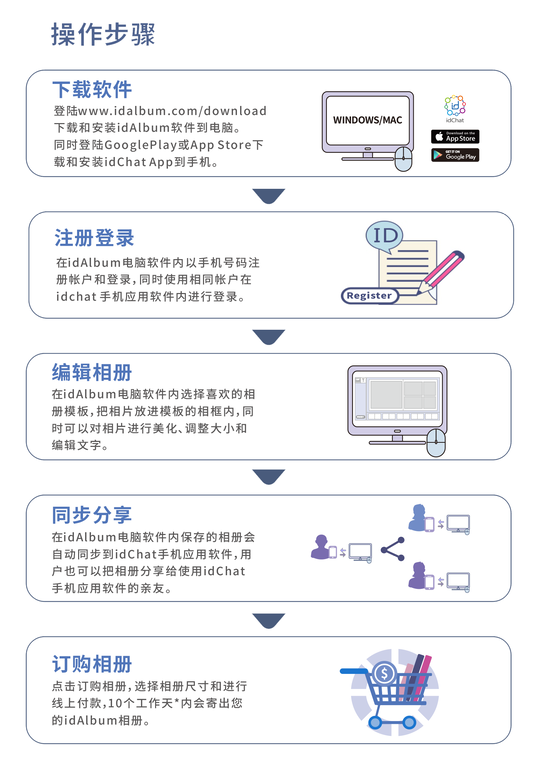 操作步骤
下载软件
登陆www.idalbum.com/download
下载和安装idAlbum软件到电脑。
同时登陆GooglePlay或App Store下
载和安装idChat App到手机。
WINDOWS/MAC
id
idChat
Download on the
App Store
GET IT ON
Google Play
注册登录
在idAlbum电脑软件内以手机号码注
册帐户和登录,同时使用相同帐户在
idchat 手机应用软件内进行登录。
ID
Register
编辑相册
在idAlbum电脑软件内选择喜欢的相
册模板,把相片放进模板的相框内,同
时可以对相片进行美化、调整大小和
编辑文字。
同步分享
在idAlbum电脑软件内保存的相册会
自动同步到idChat手机应用软件,用
户也可以把相册分享给使用idChat
手机应用软件的亲友。
订购相册
点击订购相册,选择相册尺寸和进行
线上付款,10个工作天*内会寄出您
的idAlbum相册。
$